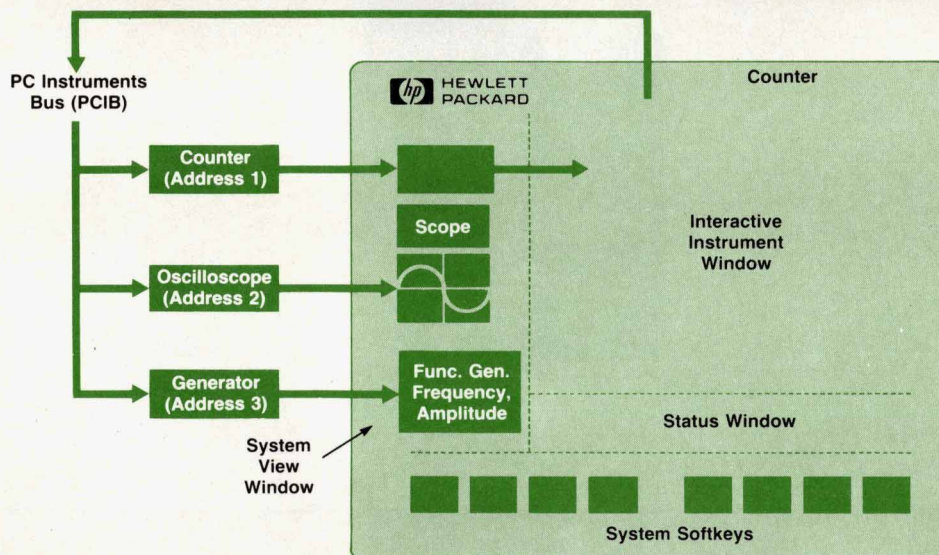 PC Instruments
Bus (PCIB)
hp HEWLETT
PACKARD
Counter
Counter
(Address 1)
Scope
Interactive
Instrument
Window
Oscilloscope
(Address 2)
Generator
(Address 3)
Func. Gen.
Frequency,
Amplitude
Status Window
System
View
Window
System Softkeys